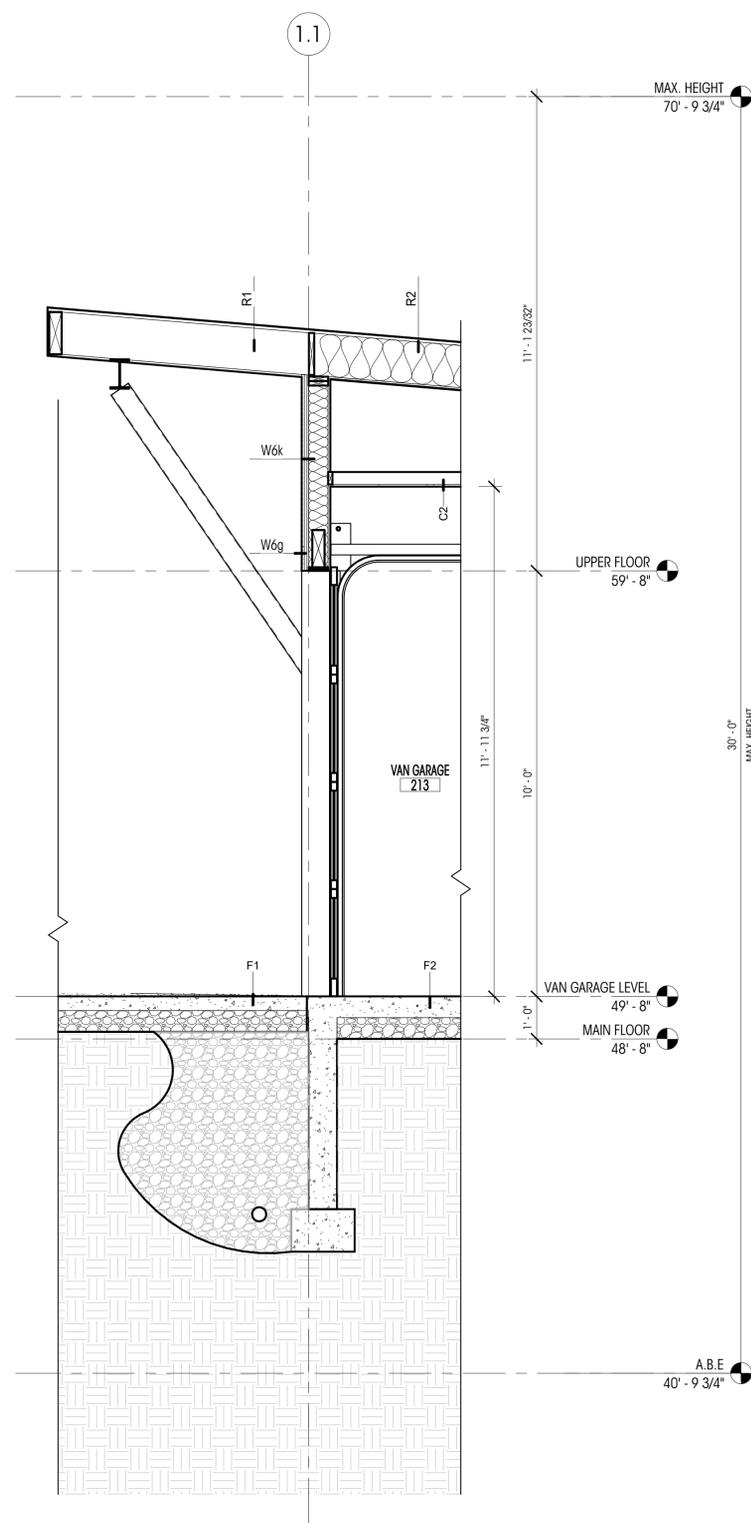 1.1
MAX. HEIGHT
70' - 9 3/4"
R1
R2
11' - 1 23/32"
W6k
C2
W6g
UPPER FLOOR
59' - 8"
11' - 11 3/4"
10' - 0"
30' - 0"
MAX. HEIGHT
VAN GARAGE
213
F1
F2
VAN GARAGE LEVEL
49' - 8"
1' - 0"
MAIN FLOOR
48' - 8"
A.B.E
40' - 9 3/4"